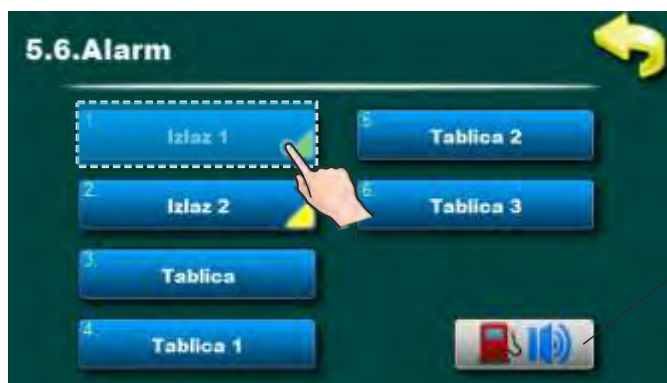 5.6.Alarm
1. Izlaz 1
2. Izlaz 2
3. Tablica
4. Tablica 1
5. Tablica 2
6. Tablica 3